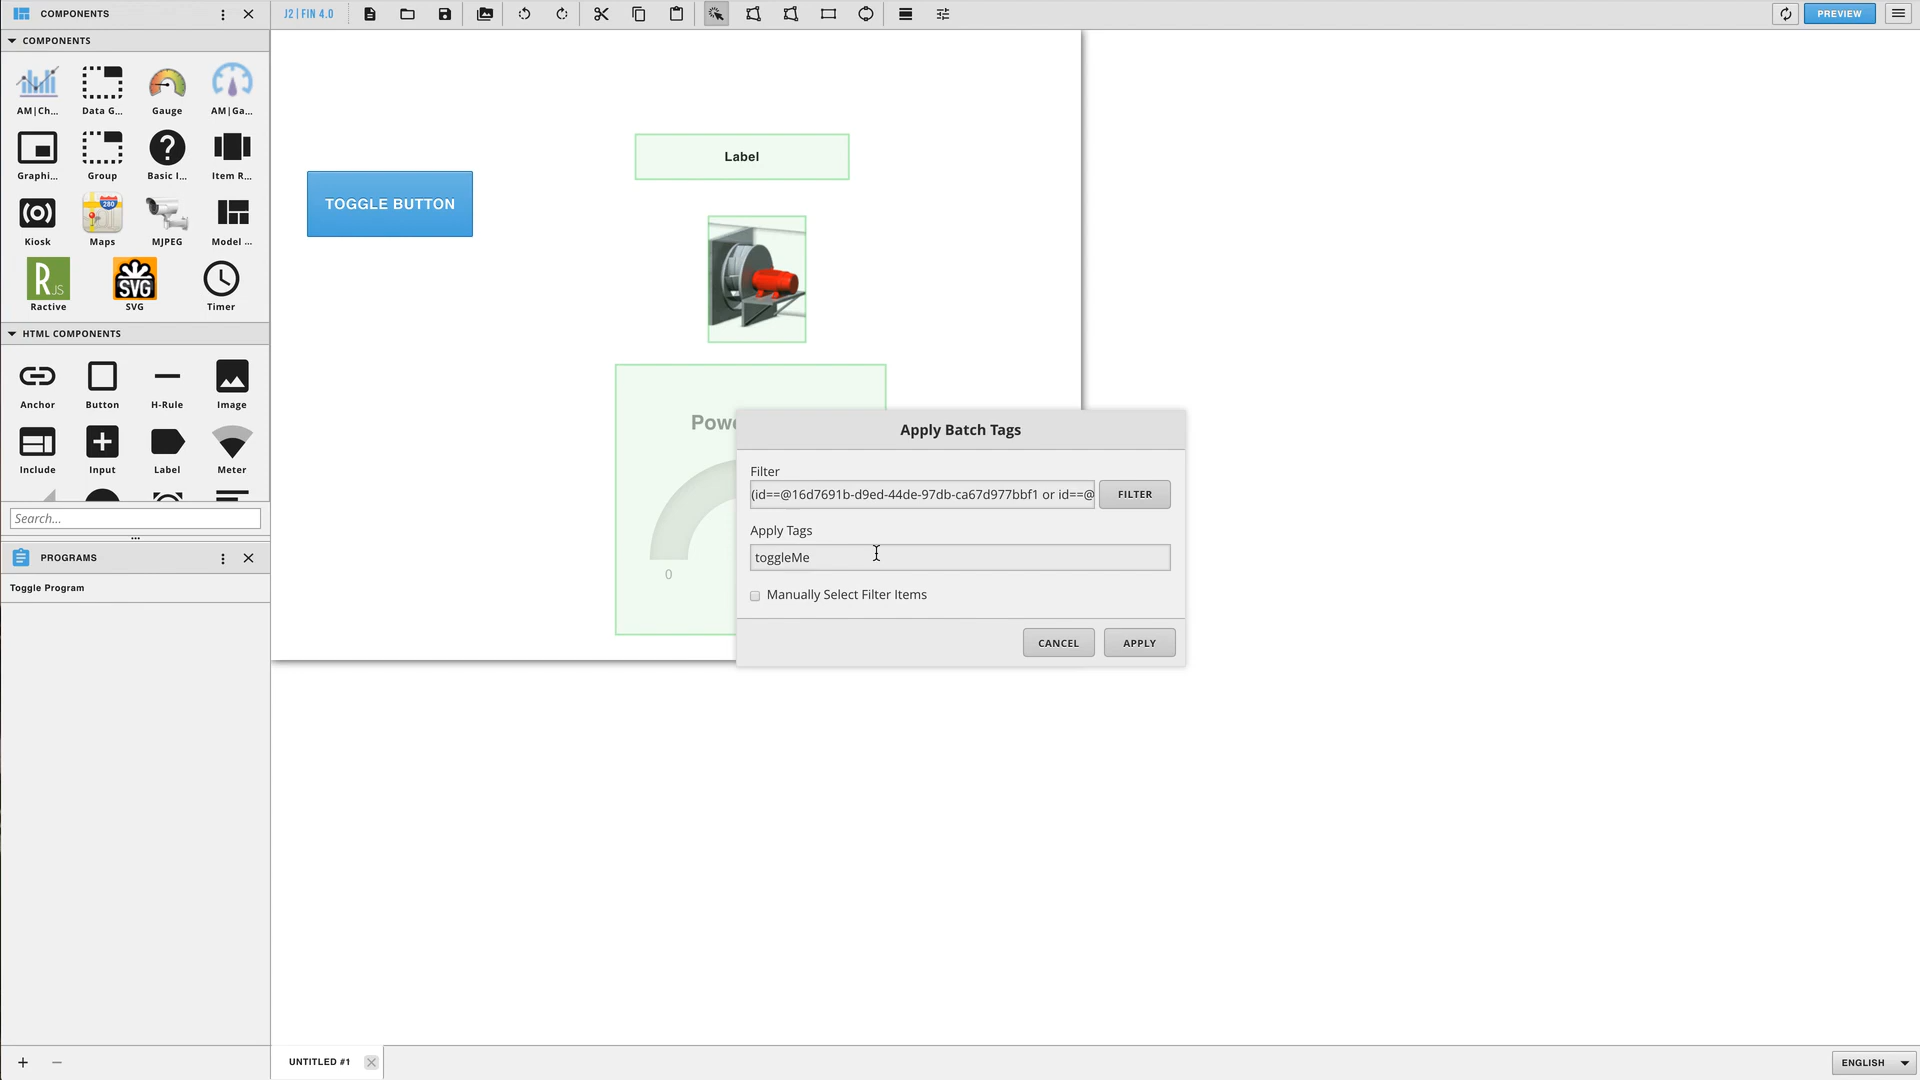 COMPONENTS
J2 | FIN 4.0
PREVIEW
COMPONENTS
AM|Ch...
Data G...
Gauge
AM|Ga...
Graphi...
Group
Basic I...
Item R...
280
Kiosk
Maps
MJPEG
Model ...
RJS
SVG
Ractive
SVG
Timer
HTML COMPONENTS
Anchor
Button
H-Rule
Image
Include
Input
Label
Meter
Search...
PROGRAMS
Toggle Program
TOGGLE BUTTON
Label
0
Apply Batch Tags
Filter
(id==@16d7691b-d9ed-44de-97db-ca67d977bbf1 or id==@
FILTER
Apply Tags
toggleMe
Manually Select Filter Items
CANCEL
APPLY
UNTITLED #1
ENGLISH